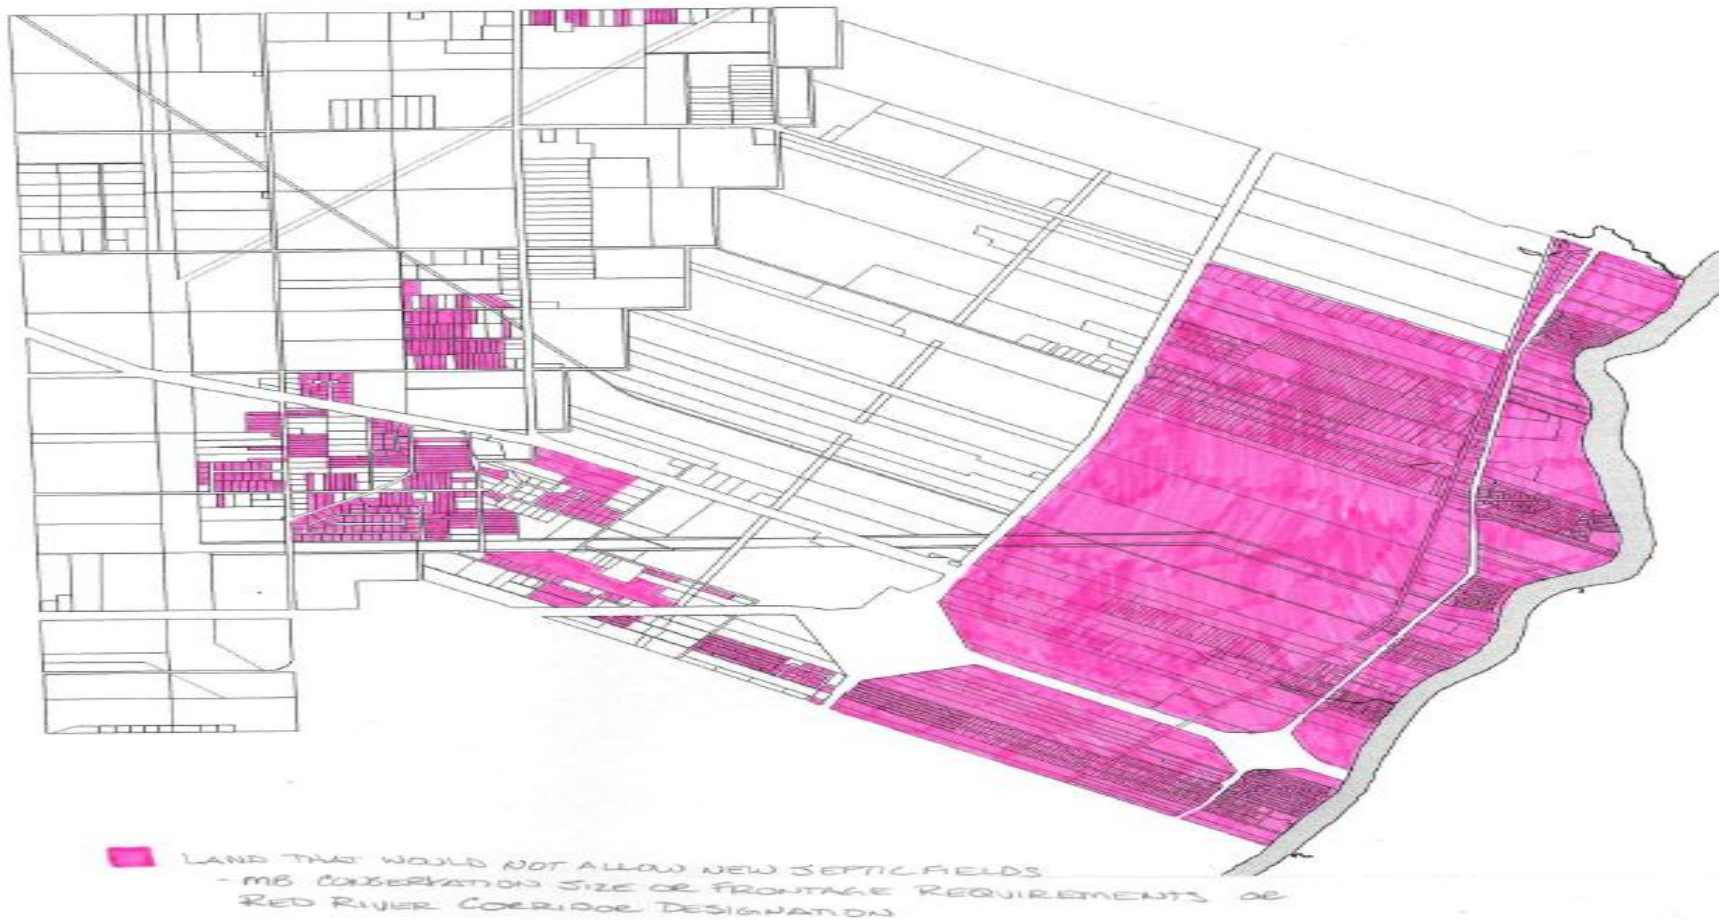 LAND THAT WOULD NOT ALLOW NEW SEPTIC FIELDS
- MB CONSERVATION SIZE OR FRONTAGE REQUIREMENTS OR
RED RIVER CORRIDOR DESIGNATION